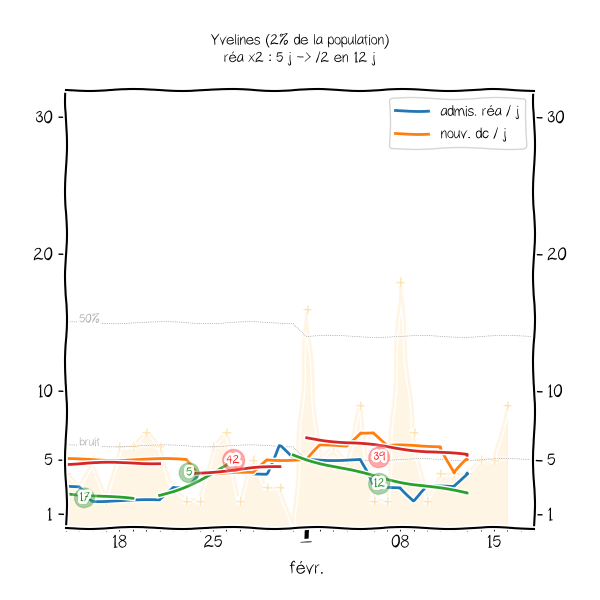 Yvelines (2% de la population)
réa x2 : 5 j -> /2 en 12 j
admis. réa / j
nouv. dc / j
30 30
20 20
50%
10 10
bruit
5 5
1 1
17
5
42
39
12
18 25 1 08 15
févr.